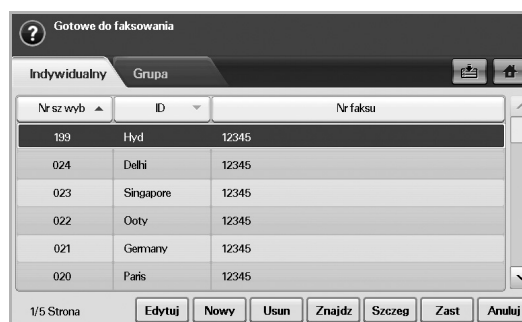 Gotowe do faksowania
Indywidualny Grupa
Nr sz wyb ID Nr faksu
199 Hyd 12345
024 Delhi 12345
023 Singapore 12345
022 Ooty 12345
021 Germany 12345
020 Paris 12345
1/5 Strona Edytuj Nowy Usun Znajdz Szczeg Zast Anuluj